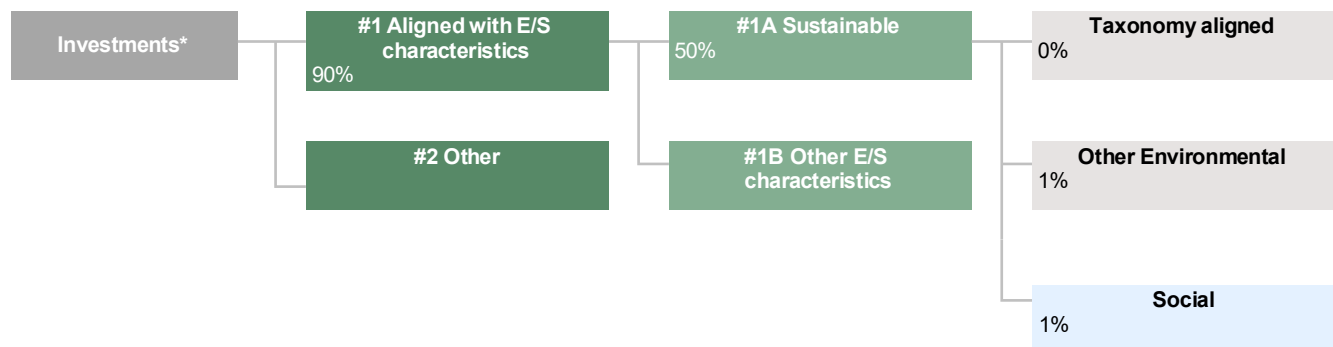 Investments*
#1 Aligned with E/S
characteristics
90%
#1A Sustainable
50%
Taxonomy aligned
0%
#2 Other
#1B Other E/S
characteristics
Other Environmental
1%
Social
1%